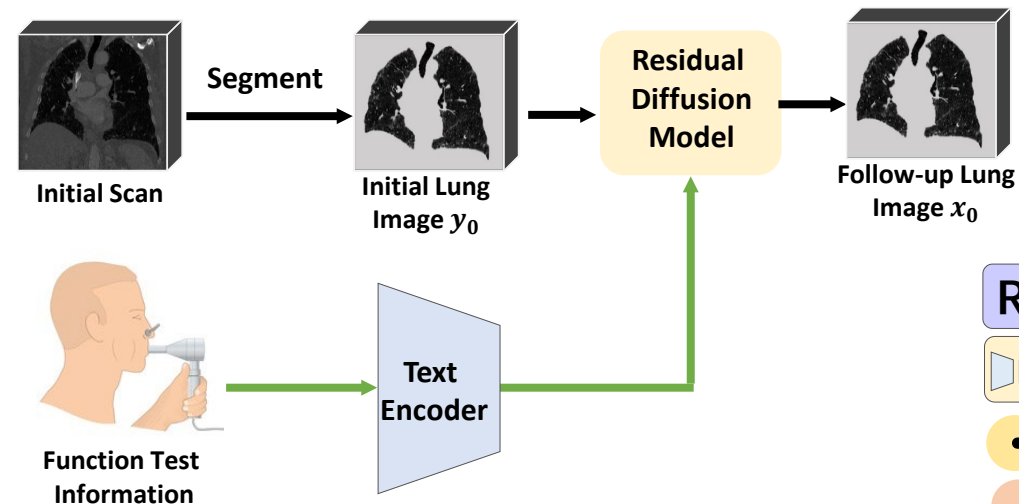 Segment
Initial Scan
Initial Lung
Image y₀
Residual
Diffusion
Model
Follow-up Lung
Image x₀
Function Test
Information
Text
Encoder
R